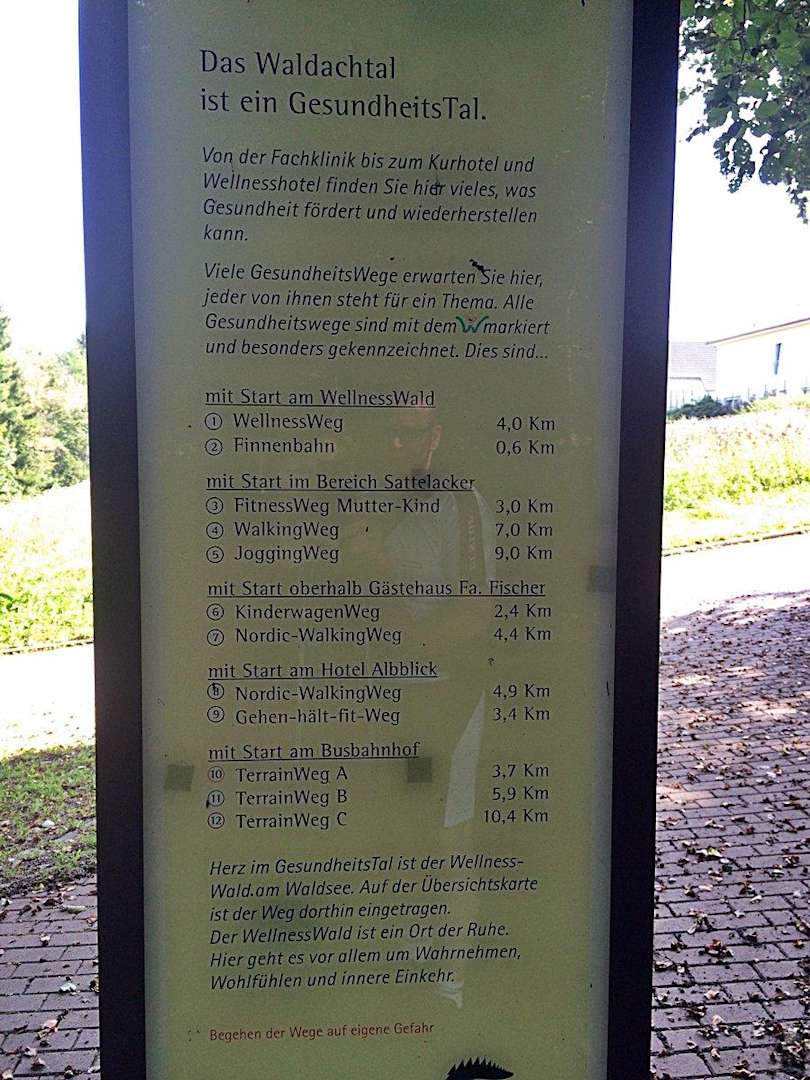 Das Waldachtal
ist ein GesundheitsTal.
Von der Fachklinik bis zum Kurhotel und
Wellnesshotel finden Sie hier vieles, was
Gesundheit fördert und wiederherstellen
kann.
Viele GesundheitsWege erwarten Sie hier,
jeder von ihnen steht für ein Thema. Alle
Gesundheitswege sind mit dem W markiert
und besonders gekennzeichnet. Dies sind...
mit Start am WellnessWald
① WellnessWeg 4,0 Km
② Finnenbahn 0,6 Km
mit Start im Bereich Sattelacker
③ FitnessWeg Mutter-Kind 3,0 Km
④ WalkingWeg 7,0 Km
⑤ JoggingWeg 9,0 Km
mit Start oberhalb Gästehaus Fa. Fischer
⑥ KinderwagenWeg 2,4 Km
⑦ Nordic-WalkingWeg 4,4 Km
mit Start am Hotel Albblick
⑧ Nordic-WalkingWeg 4,9 Km
⑨ Gehen-hält-fit-Weg 3,4 Km
mit Start am Busbahnhof
⑩ TerrainWeg A 3,7 Km
⑪ TerrainWeg B 5,9 Km
⑫ TerrainWeg C 10,4 Km
Herz im GesundheitsTal ist der Wellness-
Wald am Waldsee. Auf der Übersichtskarte
ist der Weg dorthin eingetragen.
Der WellnessWald ist ein Ort der Ruhe.
Hier geht es vor allem um Wahrnehmen,
Wohlfühlen und innere Einkehr.
Begehen der Wege auf eigene Gefahr